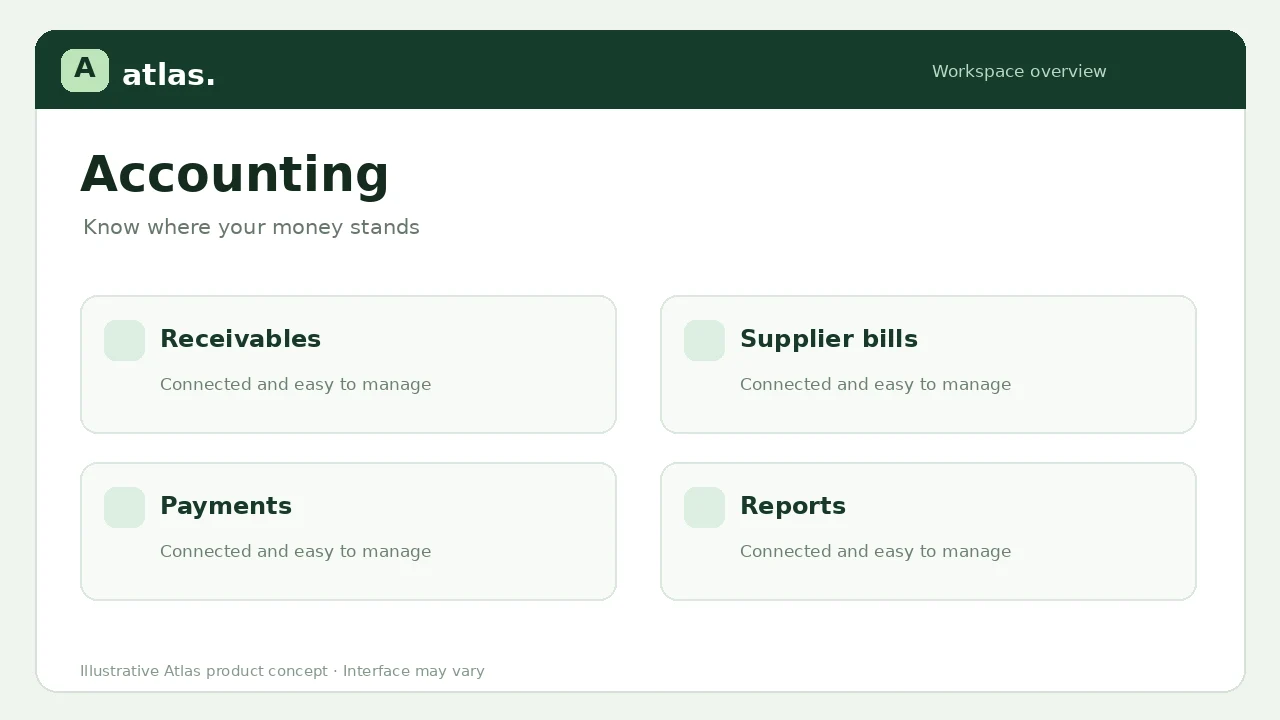 A atlas.
Workspace overview
Accounting
Know where your money stands
Receivables
Connected and easy to manage
Supplier bills
Connected and easy to manage
Payments
Connected and easy to manage
Reports
Connected and easy to manage
Illustrative Atlas product concept · Interface may vary